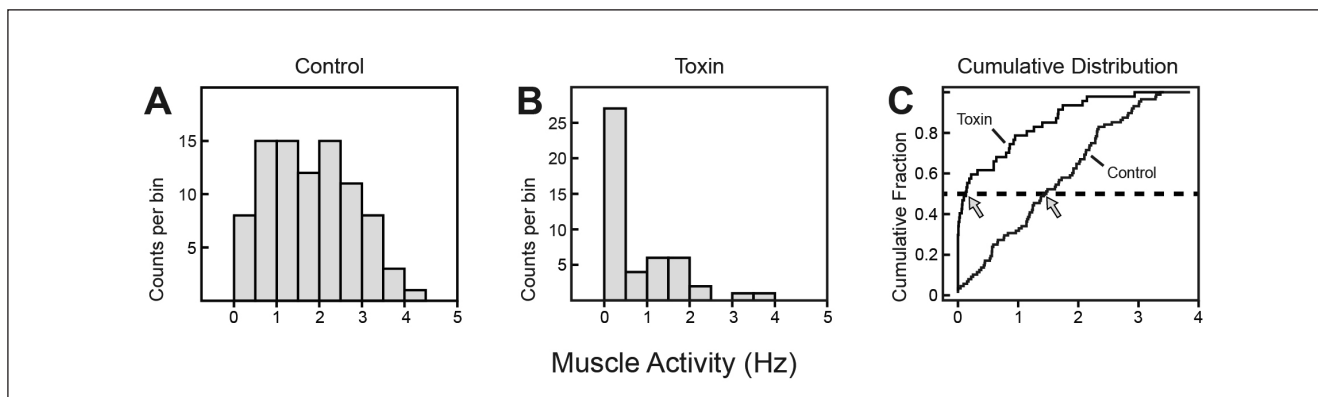 Control
Toxin
Cumulative Distribution
A
B
C
Counts per bin
15
10
5
0 1 2 3 4 5
Counts per bin
25
20
15
10
5
0 1 2 3 4 5
Cumulative Fraction
0.8
0.6
0.4
0.2
0
0 1 2 3 4
Toxin
Control
Muscle Activity (Hz)